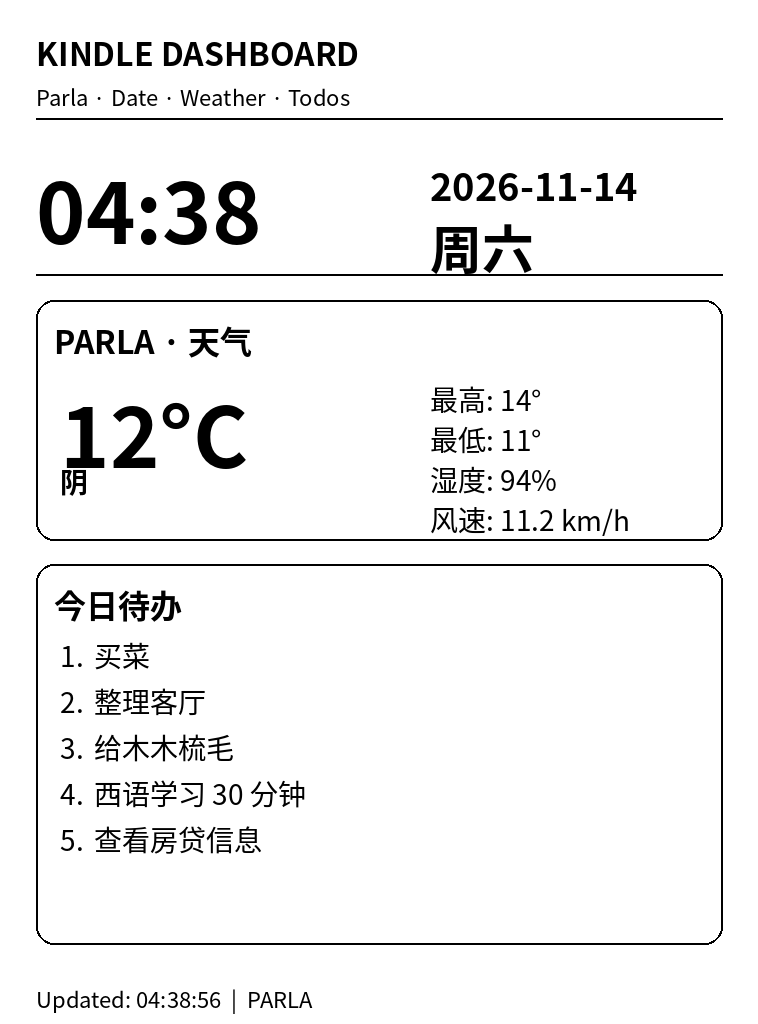 KINDLE DASHBOARD
Parla · Date · Weather · Todos
04:38
2026-11-14
周六
PARLA · 天气
12°C
阴
最高: 14°
最低: 11°
湿度: 94%
风速: 11.2 km/h
今日待办
1. 买菜
2. 整理客厅
3. 给木木梳毛
4. 西语学习 30 分钟
5. 查看房贷信息
Updated: 04:38:56 | PARLA